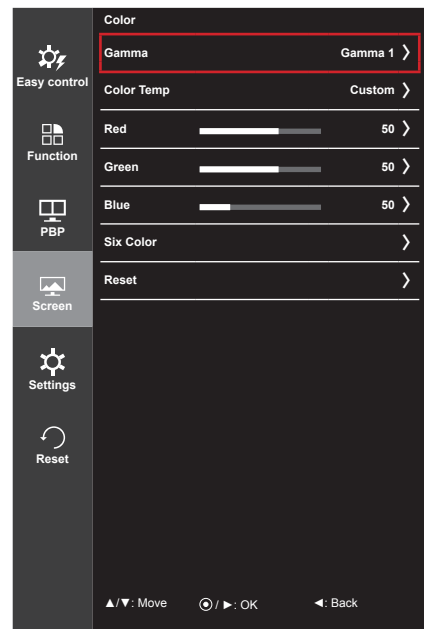 Color
Gamma Gamma 1
Easy control
Color Temp Custom
Red 50
Function
Green 50
Blue 50
PBP
Six Color
Reset
Screen
Settings
Reset
▲/▼: Move ⦿ / ►: OK ◄: Back